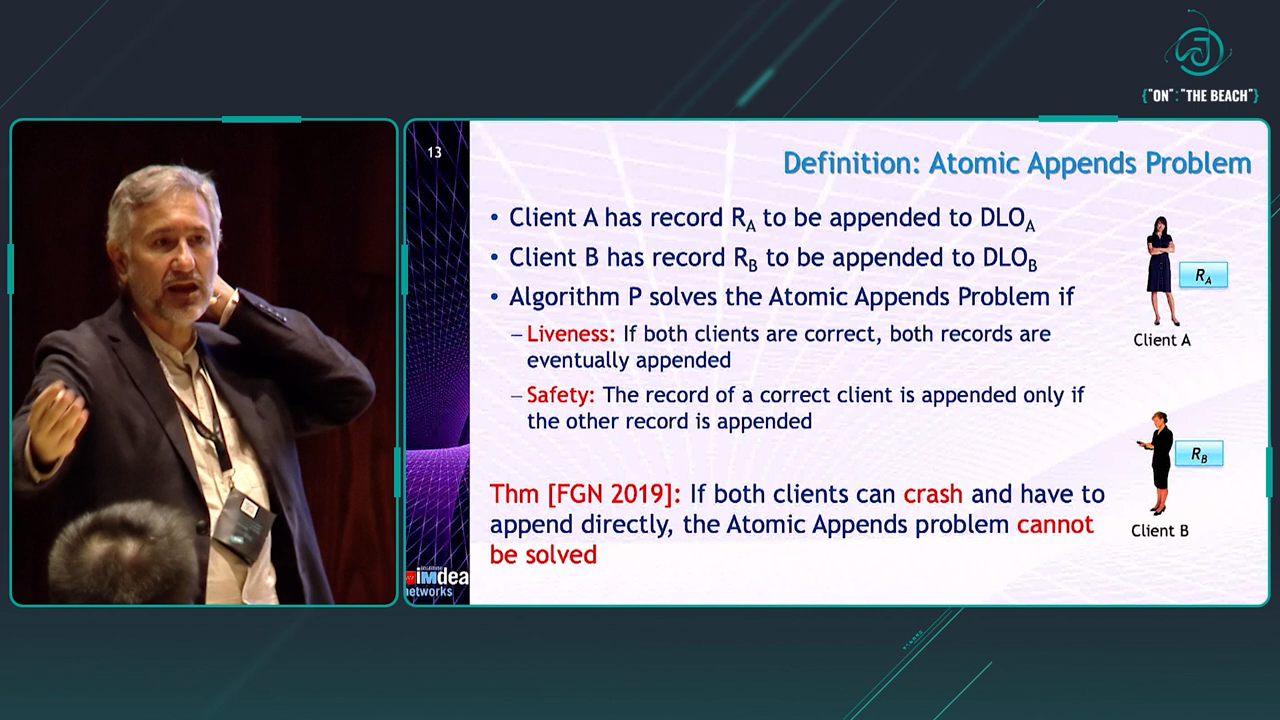 {"ON":"THE BEACH"}
13
Definition: Atomic Appends Problem
• Client A has record RA to be appended to DLOA
• Client B has record RB to be appended to DLOB
• Algorithm P solves the Atomic Appends Problem if
– Liveness: If both clients are correct, both records are
eventually appended
– Safety: The record of a correct client is appended only if
the other record is appended
Thm [FGN 2019]: If both clients can crash and have to
append directly, the Atomic Appends problem cannot
be solved
RA
Client A
RB
Client B
imdea
networks